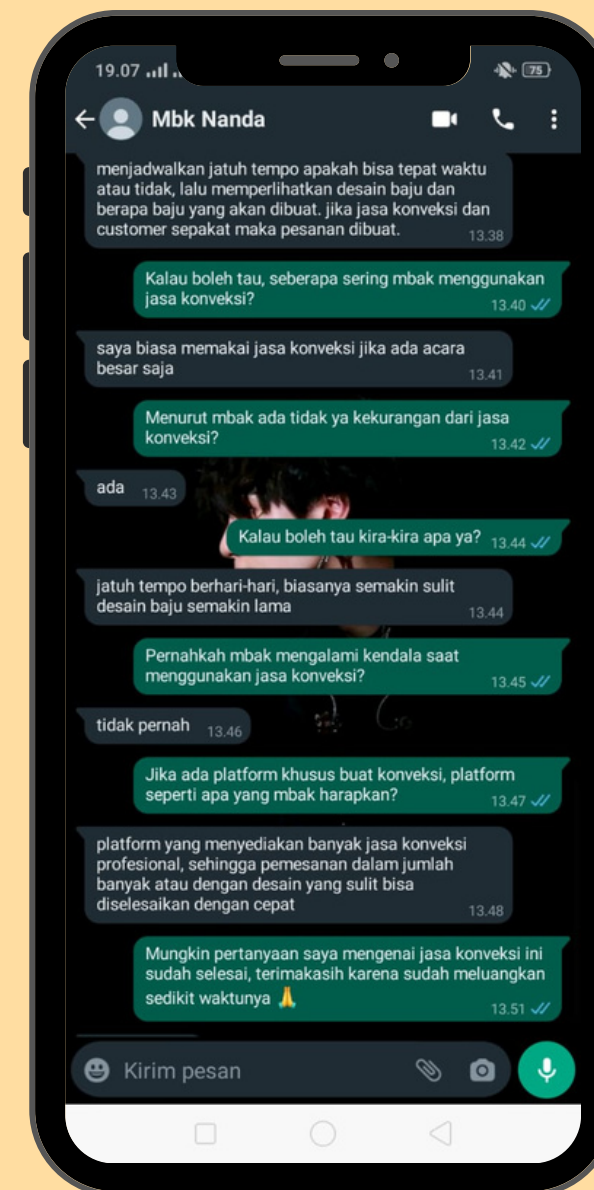 19.07
75
Mbk Nanda
menjadwalkan jatuh tempo apakah bisa tepat waktu
atau tidak, lalu memperlihatkan desain baju dan
berapa baju yang akan dibuat. jika jasa konveksi dan
customer sepakat maka pesanan dibuat.
13.38
Kalau boleh tau, seberapa sering mbak menggunakan
jasa konveksi?
13.40
saya biasa memakai jasa konveksi jika ada acara
besar saja
13.41
Menurut mbak ada tidak ya kekurangan dari jasa
konveksi?
13.42
ada 13.43
Kalau boleh tau kira-kira apa ya? 13.44
jatuh tempo berhari-hari, biasanya semakin sulit
desain baju semakin lama
13.44
Pernahkah mbak mengalami kendala saat
menggunakan jasa konveksi?
13.45
tidak pernah 13.46
Jika ada platform khusus buat konveksi, platform
seperti apa yang mbak harapkan?
13.47
platform yang menyediakan banyak jasa konveksi
profesional, sehingga pemesanan dalam jumlah
banyak atau dengan desain yang sulit bisa
diselesaikan dengan cepat
13.48
Mungkin pertanyaan saya mengenai jasa konveksi ini
sudah selesai, terimakasih karena sudah meluangkan
sedikit waktunya 🙏
13.51
Kirim pesan